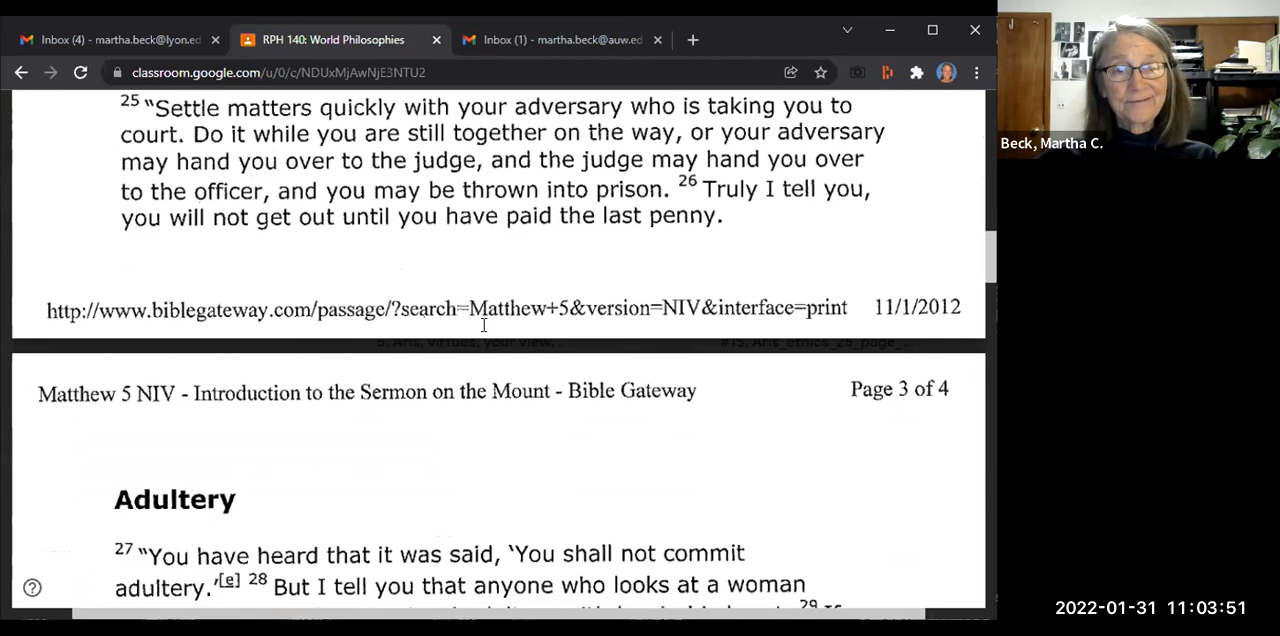 Inbox (4) - martha.beck@lyon.ed
RPH 140: World Philosophies
Inbox (1) - martha.beck@auw.ed
classroom.google.com/u/0/c/NDUxMjAwNjE3NTU2
25 "Settle matters quickly with your adversary who is taking you to
court. Do it while you are still together on the way, or your adversary
may hand you over to the judge, and the judge may hand you over
to the officer, and you may be thrown into prison. 26 Truly I tell you,
you will not get out until you have paid the last penny.
http://www.biblegateway.com/passage/?search=Matthew+5&version=NIV&interface=print 11/1/2012
Matthew 5 NIV - Introduction to the Sermon on the Mount - Bible Gateway Page 3 of 4
Adultery
27 "You have heard that it was said, 'You shall not commit
adultery.'[e] 28 But I tell you that anyone who looks at a woman
Beck, Martha C.
2022-01-31 11:03:51